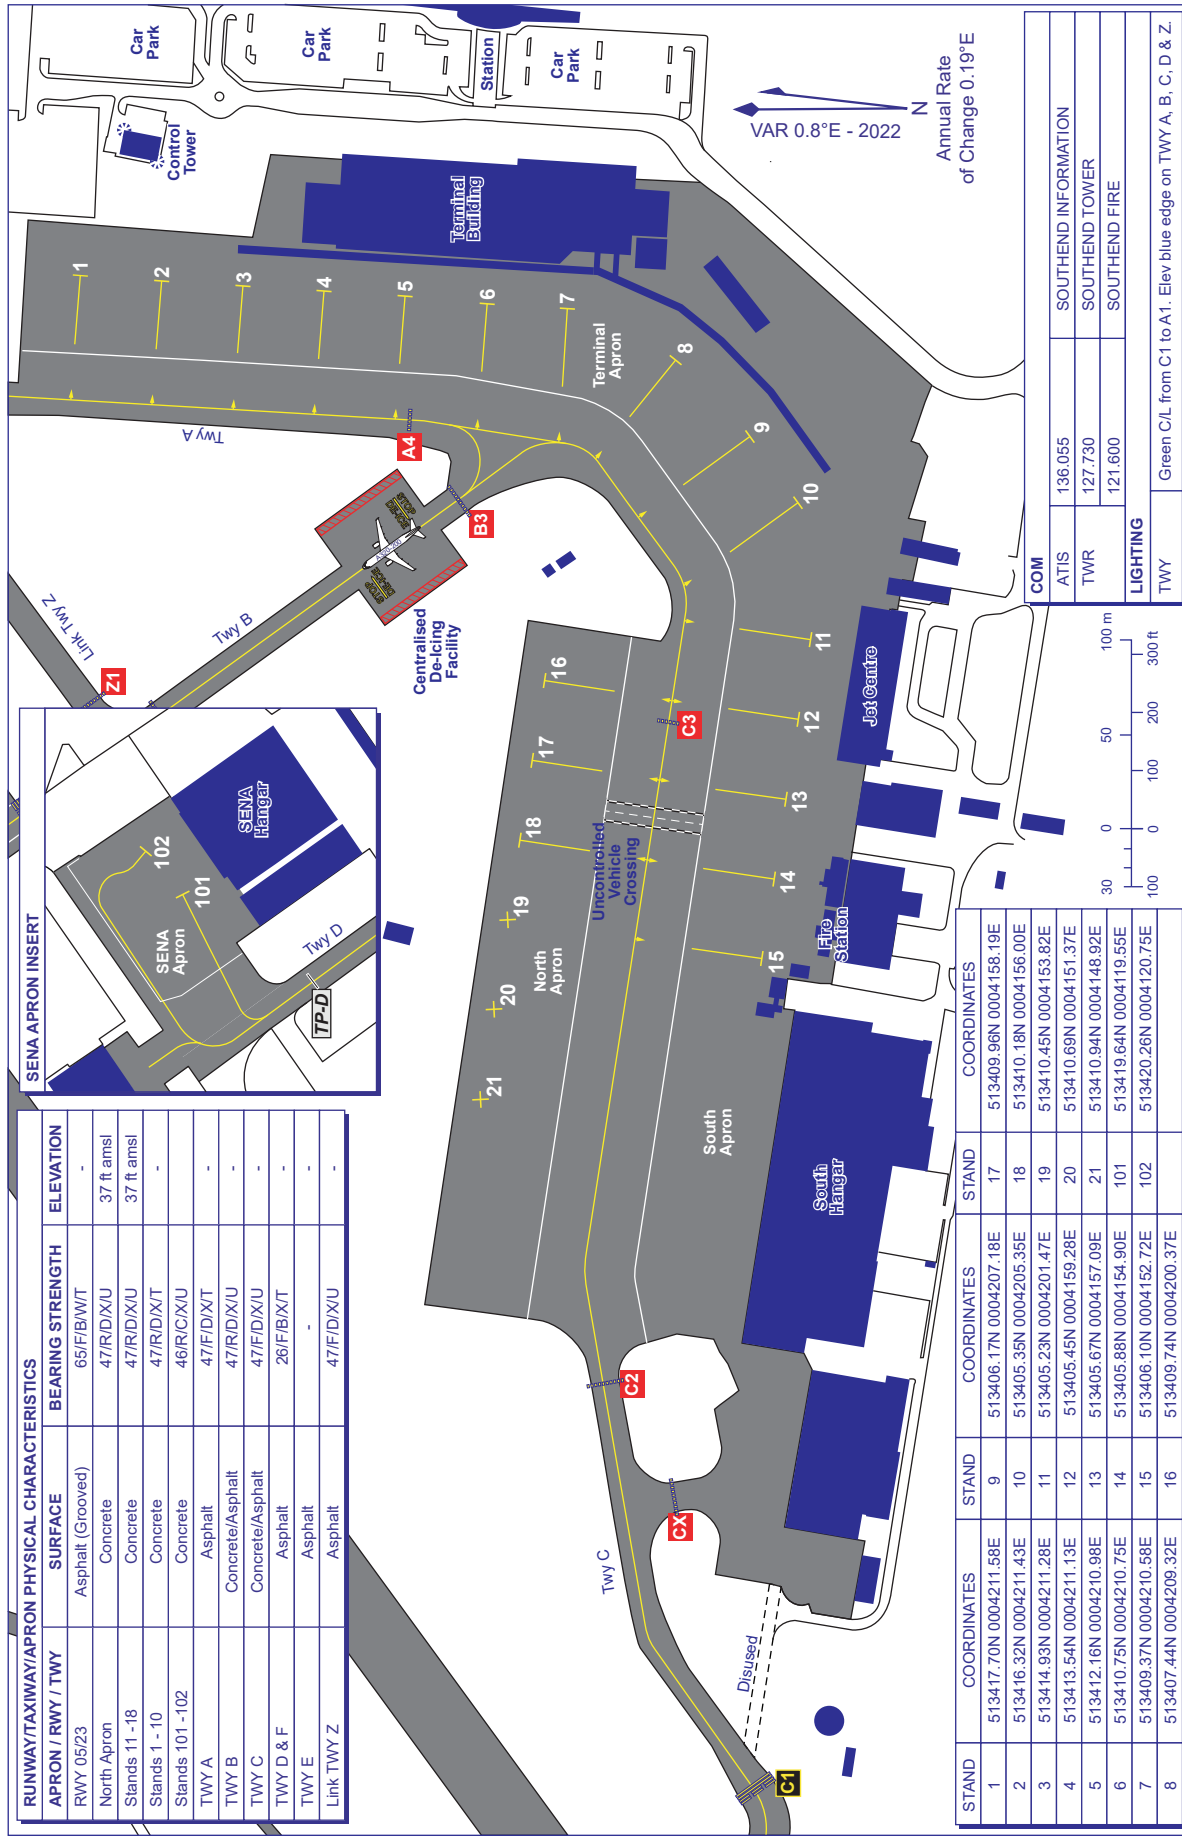 RUNWAY/TAXIWAY/APRON PHYSICAL CHARACTERISTICS
APRON / RWY / TWY SURFACE BEARING STRENGTH ELEVATION
RWY 05/23 Asphalt (Grooved) 65/F/B/W/T -
North Apron Concrete 47/R/D/X/U 37 ft amsl
Stands 11 -18 Concrete 47/R/D/X/U 37 ft amsl
Stands 1 - 10 Concrete 47/R/D/X/T -
Stands 101 -102 Concrete 46/R/C/X/U
TWY A Asphalt 47/F/D/X/T -
TWY B Concrete/Asphalt 47/R/D/X/U -
TWY C Concrete/Asphalt 47/F/D/X/U -
TWY D & F Asphalt 26/F/B/X/T -
TWY E Asphalt - -
Link TWY Z Asphalt 47/F/D/X/U -
SENA APRON INSERT
SENA
Hangar
102
101
SENA
Apron
Twy D
TP-D
Link Twy Z
Z1
Twy B
Twy A
A4
B3
STOP
DE-ICE
A320-200
STOP
DE-ICE
Centralised
De-Icing
Facility
Car
Park
Car
Park
Station
Car
Park
Control
Tower
Terminal
Building
1
2
3
4
5
6
7
8
9
10
Terminal
Apron
VAR 0.8°E - 2022
N
Annual Rate
of Change 0.19°E
16
17
18
19
20
21
North
Apron
Uncontrolled
Vehicle
Crossing
C3
11
12
13
14
15
South
Apron
Jet Centre
Fire
Station
South
Hangar
C2
CX
Twy C
Disused
C1
COM
ATIS 136.055 SOUTHEND INFORMATION
TWR 127.730 SOUTHEND TOWER
121.600 SOUTHEND FIRE
LIGHTING
TWY Green C/L from C1 to A1. Elev blue edge on TWY A, B, C, D & Z.
30 0 50 100 m
100 0 100 200 300 ft
STAND COORDINATES STAND COORDINATES STAND COORDINATES
1 513417.70N 0004211.58E 9 513406.17N 0004207.18E 17 513409.96N 0004158.19E
2 513416.32N 0004211.43E 10 513405.35N 0004205.35E 18 513410.18N 0004156.00E
3 513414.93N 0004211.28E 11 513405.23N 0004201.47E 19 513410.45N 0004153.82E
4 513413.54N 0004211.13E 12 513405.45N 0004159.28E 20 513410.69N 0004151.37E
5 513412.16N 0004210.98E 13 513405.67N 0004157.09E 21 513410.94N 0004148.92E
6 513410.75N 0004210.75E 14 513405.88N 0004154.90E 101 513419.64N 0004119.55E
7 513409.37N 0004210.58E 15 513406.10N 0004152.72E 102 513420.26N 0004120.75E
8 513407.44N 0004209.32E 16 513409.74N 0004200.37E